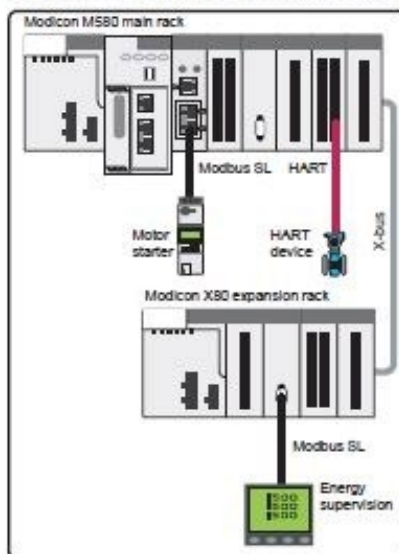 Modicon M580 main rack
Modbus SL
HART
Motor
starter
HART
device
X-bus
Modicon X80 expansion rack
Modbus SL
Energy
supervision